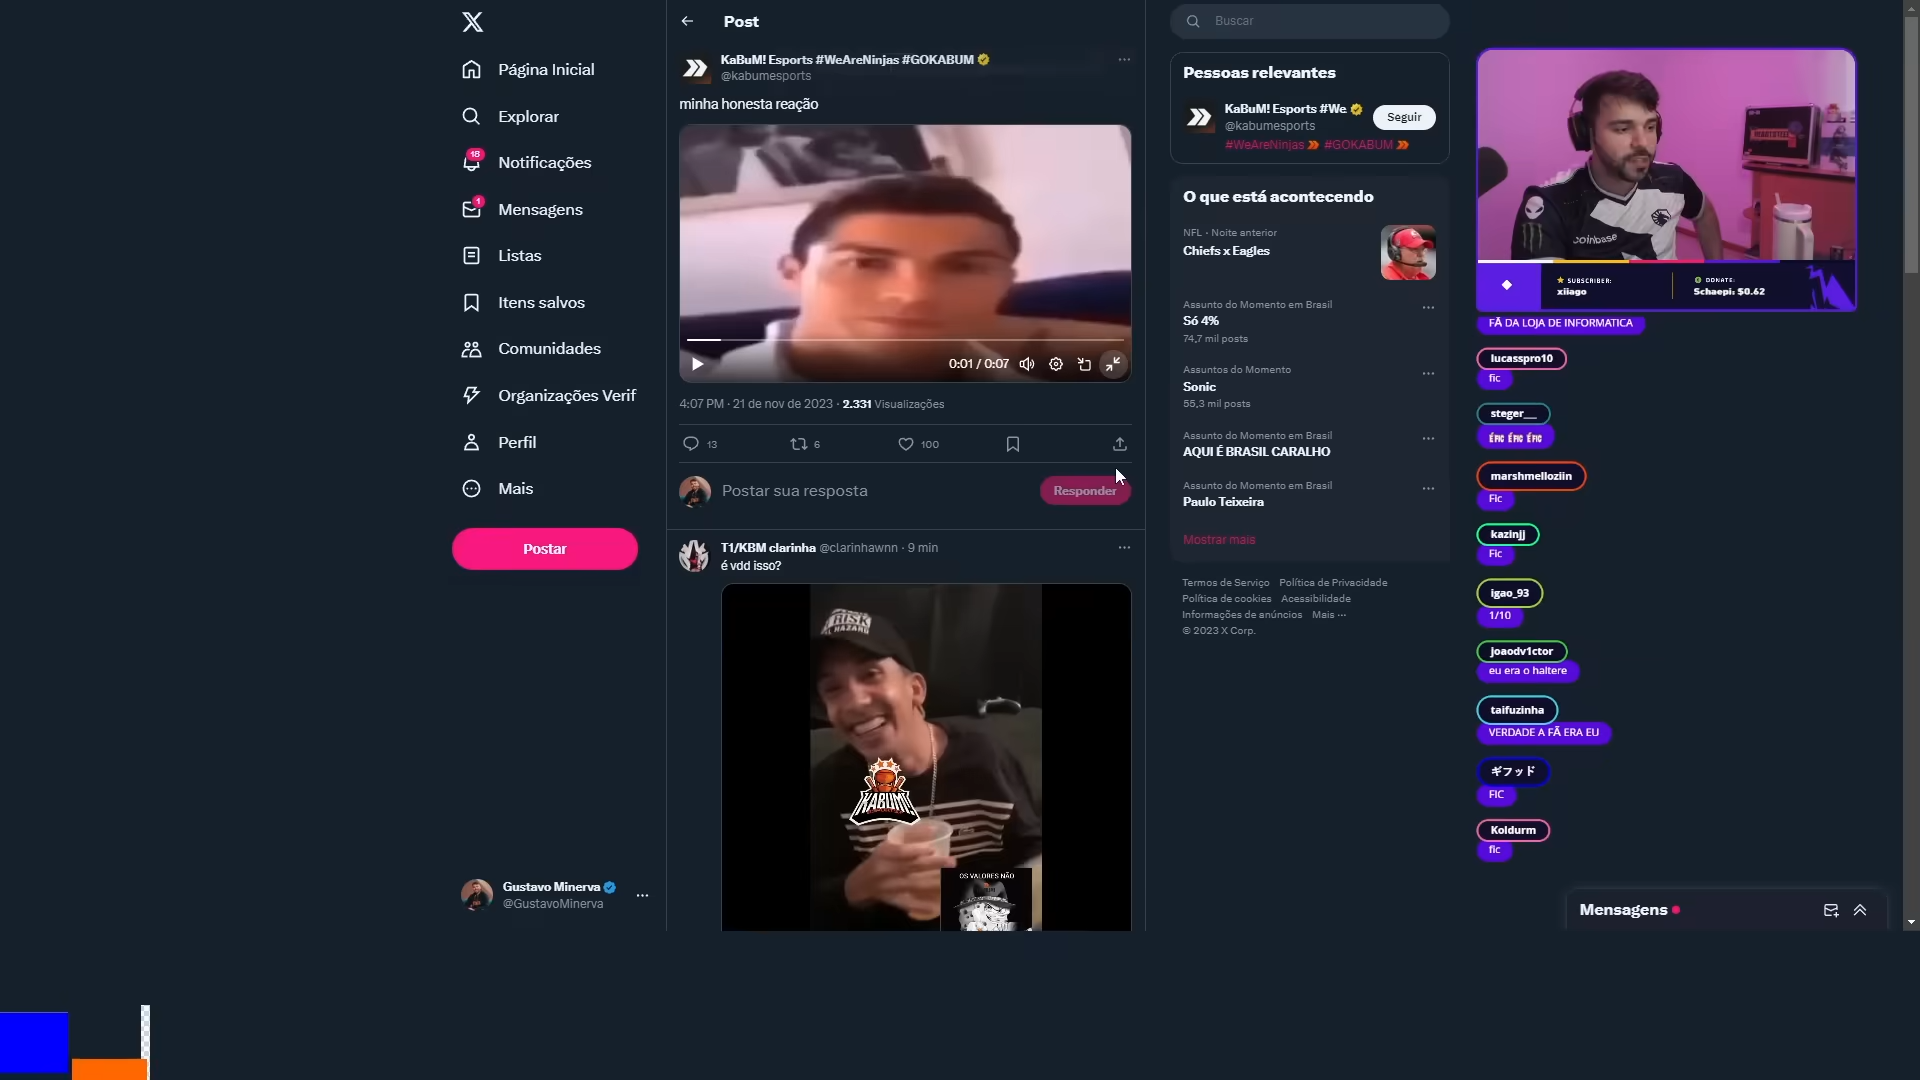 Página Inicial
Explorar
18
Notificações
1
Mensagens
Listas
Itens salvos
Comunidades
Organizações Verif
Perfil
Mais
Postar
Gustavo Minerva
@GustavoMinerva
Post
KaBuM! Esports #WeAreNinjas #GOKABUM
@kabumesports
minha honesta reação
0:01 / 0:07
4:07 PM · 21 de nov de 2023 · 2.331 Visualizações
13
6
100
Postar sua resposta
Responder
T1/KBM clarinha @clarinhawnn · 9 min
é vdd isso?
RISK
HAZARD
KABUM!
OS VALORES NÃO
Buscar
Pessoas relevantes
KaBuM! Esports #We
@kabumesports
#WeAreNinjas #GOKABUM
Seguir
O que está acontecendo
NFL · Noite anterior
Chiefs x Eagles
Assunto do Momento em Brasil
Só 4%
74,7 mil posts
Assuntos do Momento
Sonic
55,3 mil posts
Assunto do Momento em Brasil
AQUI É BRASIL CARALHO
Assunto do Momento em Brasil
Paulo Teixeira
Mostrar mais
Termos de Serviço Política de Privacidade
Política de cookies Acessibilidade
Informações de anúncios Mais ···
© 2023 X Corp.
HEARTSTEEL
coinbase
SUBSCRIBER:
xiiago
DONATE:
Schaepi: $0.62
FÃ DA LOJA DE INFORMATICA
lucasspro10
fic
steger__
ÉFIC ÉFIC ÉFIC
marshmelloziin
Fic
kazinjj
Fic
igao_93
1/10
joaodv1ctor
eu era o haltere
taifuzinha
VERDADE A FÃ ERA EU
ギフッド
FIC
Koldurm
fic
Mensagens